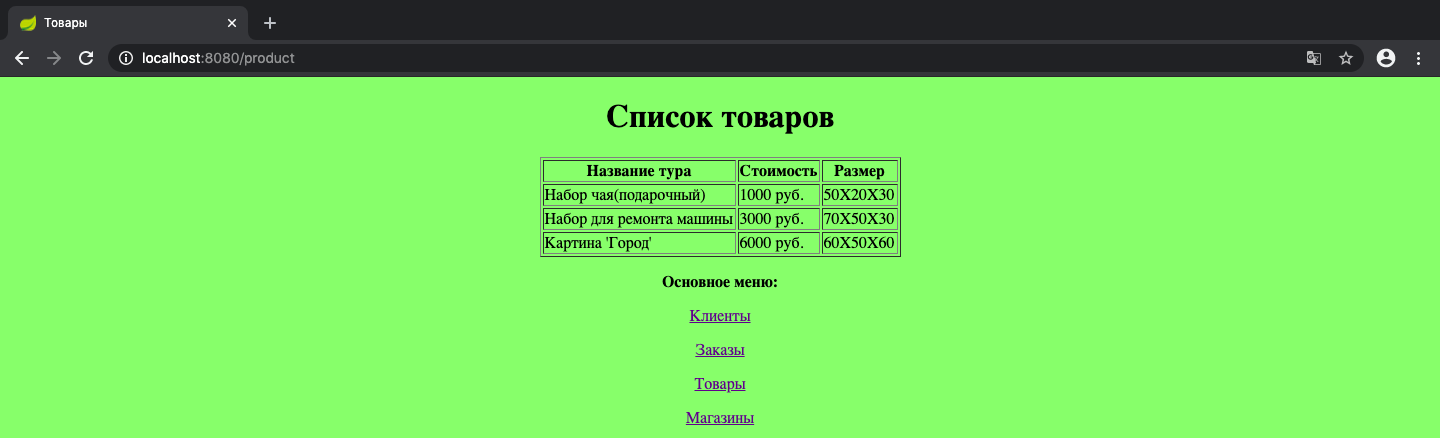 Товары
localhost:8080/product
Список товаров
Название тура Стоимость Размер
Набор чая(подарочный) 1000 руб. 50X20X30
Набор для ремонта машины 3000 руб. 70X50X30
Картина 'Город' 6000 руб. 60X50X60
Основное меню:
Клиенты
Заказы
Товары
Магазины